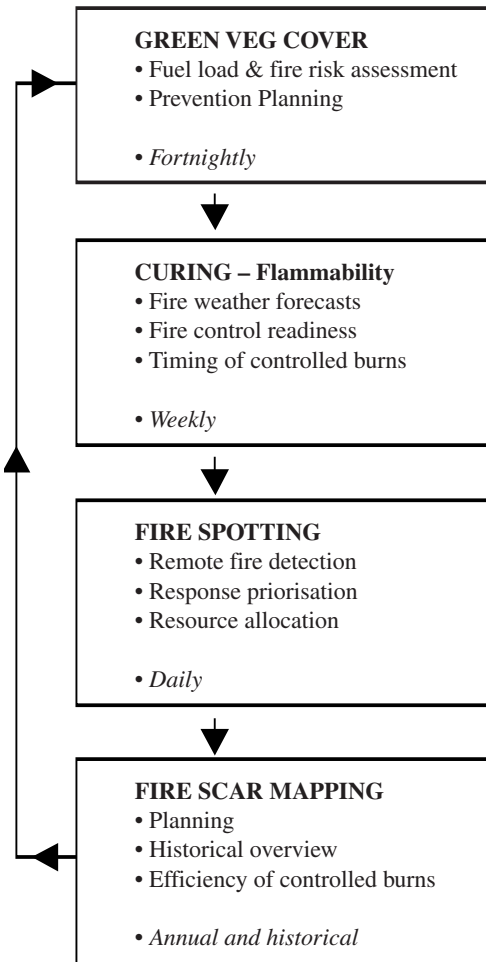 GREEN VEG COVER
• Fuel load & fire risk assessment
• Prevention Planning
• Fortnightly
CURING – Flammability
• Fire weather forecasts
• Fire control readiness
• Timing of controlled burns
• Weekly
FIRE SPOTTING
• Remote fire detection
• Response priorisation
• Resource allocation
• Daily
FIRE SCAR MAPPING
• Planning
• Historical overview
• Efficiency of controlled burns
• Annual and historical